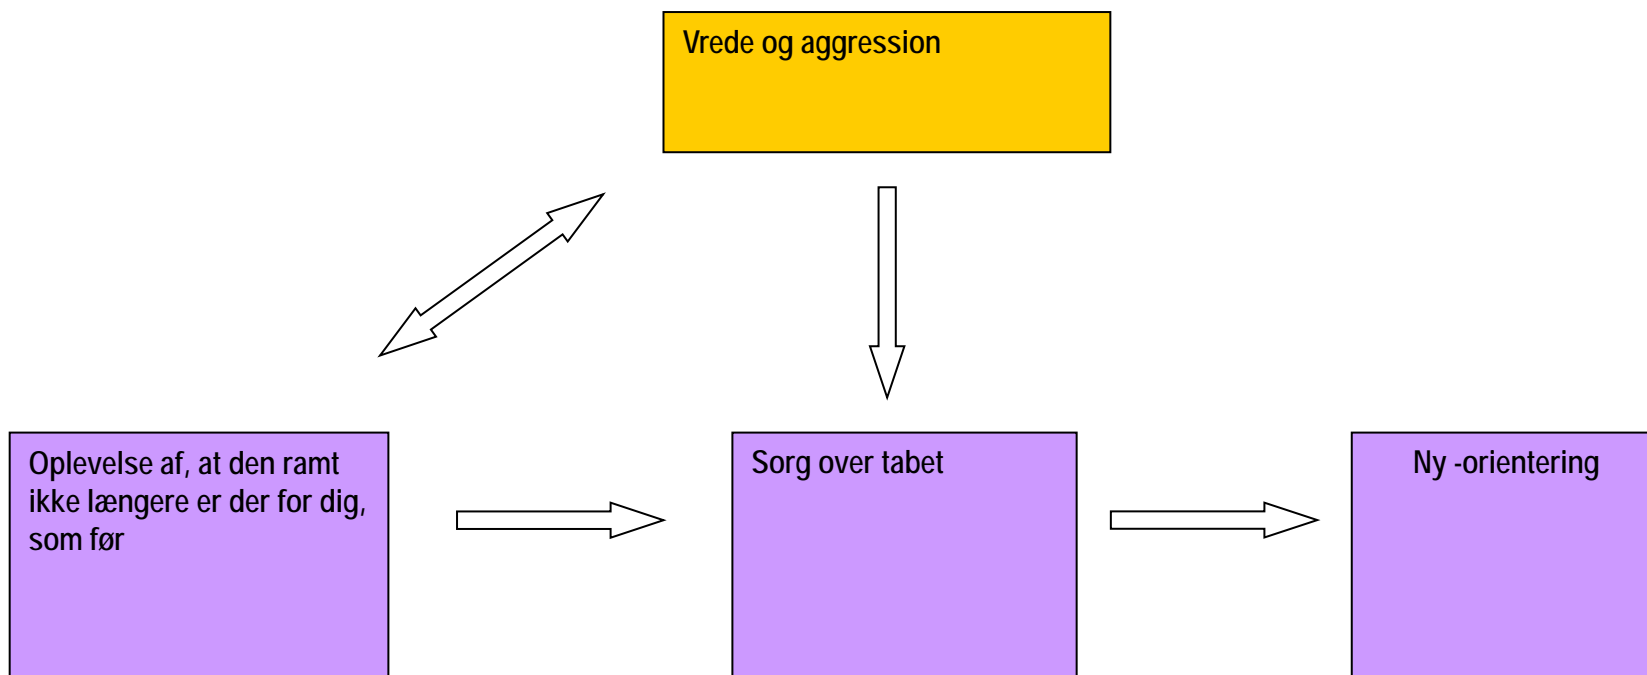 Vrede og aggression
Oplevelse af, at den ramt
ikke længere er der for dig,
som før
Sorg over tabet
Ny -orientering